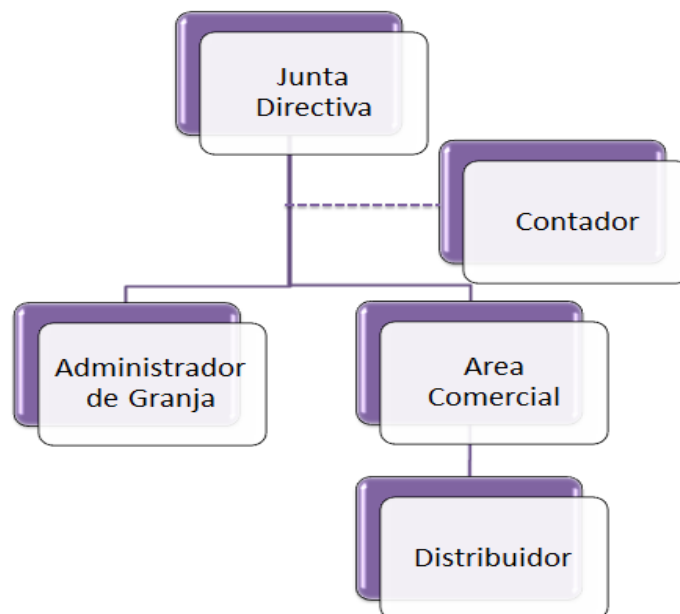 Junta
Directiva
Contador
Administrador
de Granja
Area
Comercial
Distribuidor